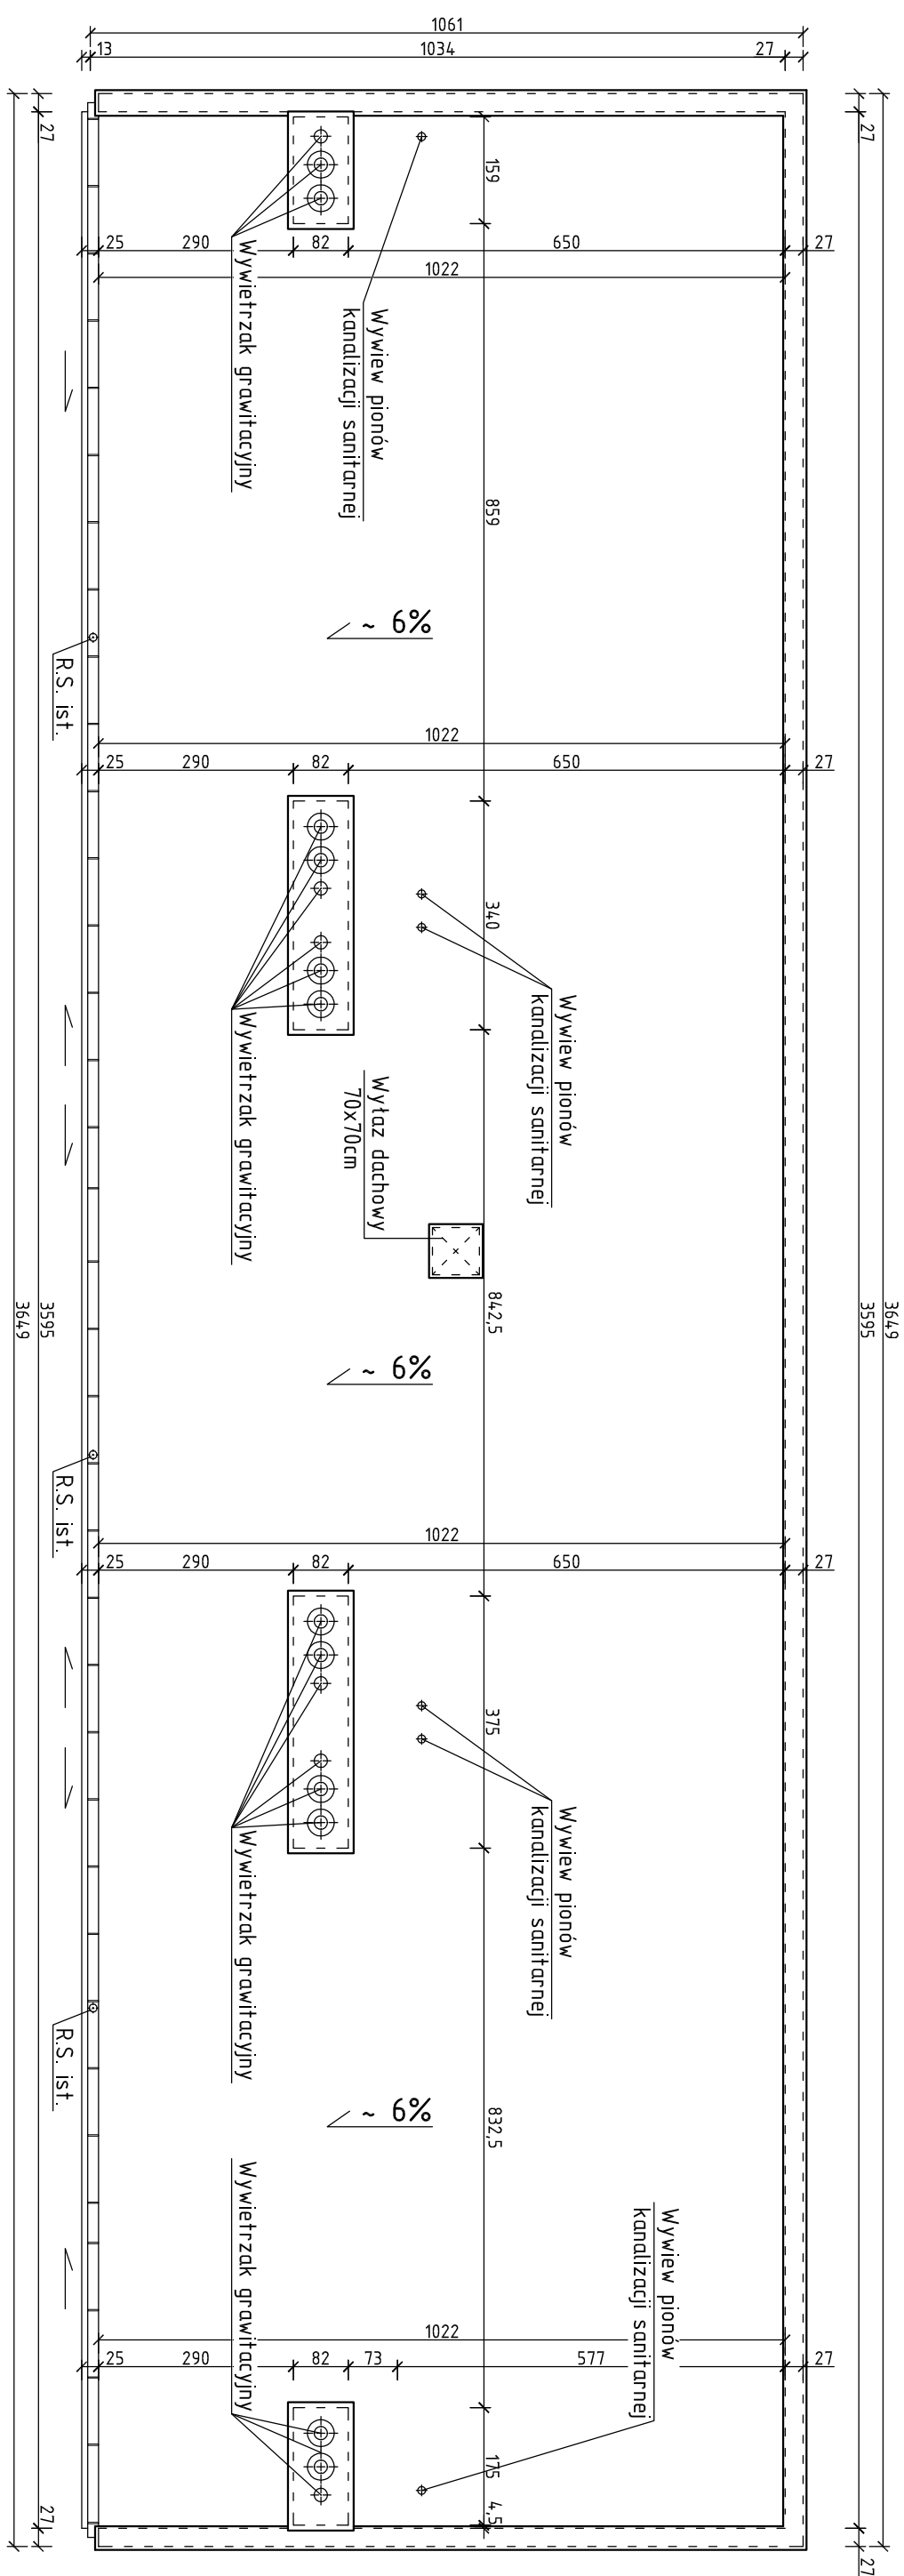 1061
13
1034
27
27
27
159
25
290
82
650
27
1022
Wywietrzak grawitacyjny
Wywiew pionów
kanalizacji sanitarnej
859
~ 6%
R.S. ist.
1022
25
290
82
650
27
340
Wywietrzak grawitacyjny
Wywiew pionów
kanalizacji sanitarnej
Wyłaz dachowy
70x70cm
842,5
3649
3595
3595
3649
~ 6%
R.S. ist.
1022
25
290
82
650
27
375
Wywietrzak grawitacyjny
Wywiew pionów
kanalizacji sanitarnej
R.S. ist.
~ 6%
832,5
Wywietrzak grawitacyjny
Wywiew pionów
kanalizacji sanitarnej
1022
25
290
82
73
577
27
175
4,5
27
27